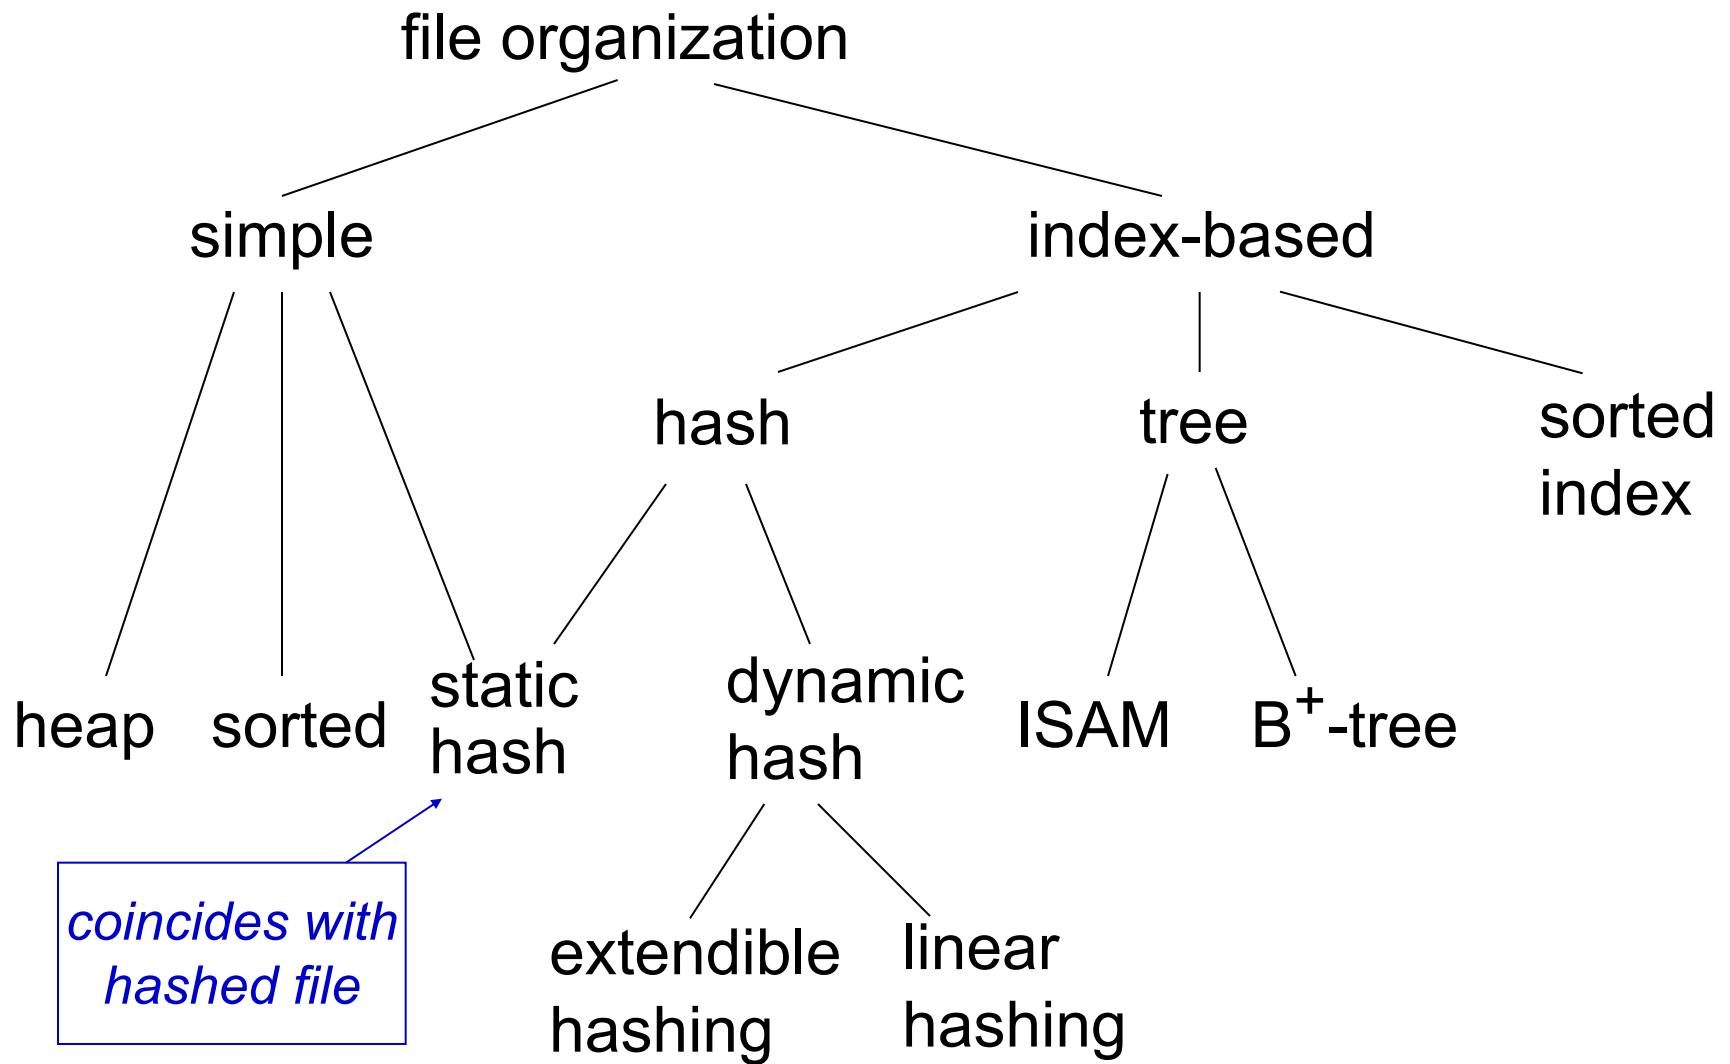 file organization
simple
index-based
hash
tree
sorted
index
heap
sorted
static
hash
dynamic
hash
ISAM
B+-tree
coincides with
hashed file
extendible
hashing
linear
hashing